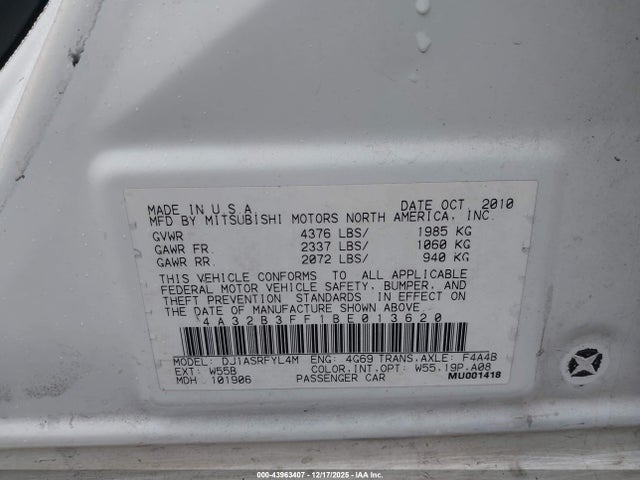 MADE IN U.S.A. DATE OCT. 2010
MFD BY MITSUBISHI MOTORS NORTH AMERICA, INC.
GVWR 4376 LBS/ 1985 KG
GAWR FR. 2337 LBS/ 1060 KG
GAWR RR. 2072 LBS/ 940 KG
THIS VEHICLE CONFORMS TO ALL APPLICABLE
FEDERAL MOTOR VEHICLE SAFETY, BUMPER, AND
THEFT PREVENTION STANDARDS IN EFFECT ON
THE DATE OF MANUFACTURE SHOWN ABOVE.
4A32B3FF1BE013620
MODEL: DJ1ASRFYL4M ENG: 4G69 TRANS.AXLE: F4A4B
EXT: W55B COLOR.INT.OPT: W55.19P.A08
MDH 101906 PASSENGER CAR MU001418
000-43963407 - 12/17/2025 - IAA Inc.